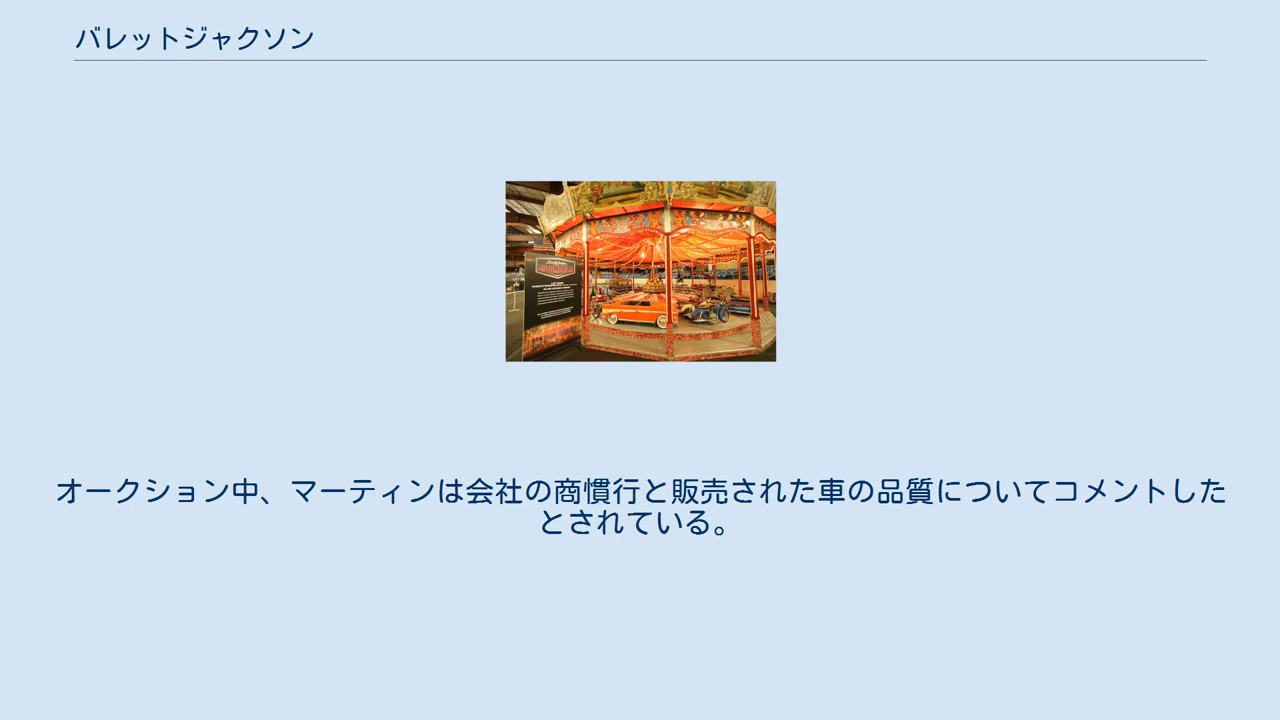 バレットジャクソン
オークション中、マーティンは会社の商慣行と販売された車の品質についてコメントした
とされている。